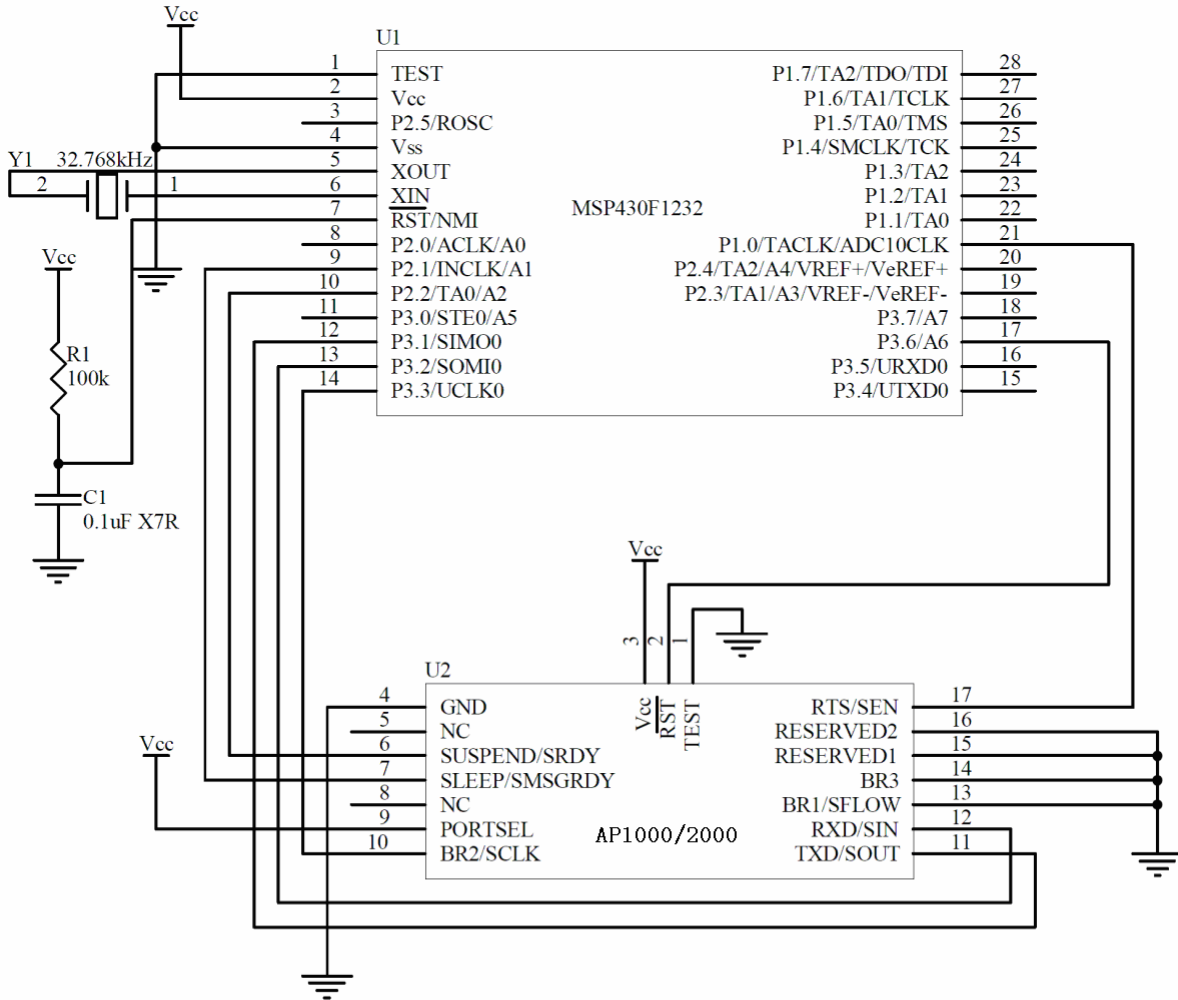 Vcc
U1
1 TEST P1.7/TA2/TDO/TDI 28
2 Vcc P1.6/TA1/TCLK 27
3 P2.5/ROSC P1.5/TA0/TMS 26
4 Vss P1.4/SMCLK/TCK 25
Y1 32.768kHz 5 XOUT P1.3/TA2 24
2 1 6 XIN P1.2/TA1 23
MSP430F1232
7 RST/NMI P1.1/TA0 22
8 P2.0/ACLK/A0 P1.0/TACLK/ADC10CLK 21
Vcc
9 P2.1/INCLK/A1 P2.4/TA2/A4/VREF+/VeREF+ 20
10 P2.2/TA0/A2 P2.3/TA1/A3/VREF-/VeREF- 19
11 P3.0/STE0/A5 P3.7/A7 18
12 P3.1/SIMO0 P3.6/A6 17
13 P3.2/SOMI0 P3.5/URXD0 16
14 P3.3/UCLK0 P3.4/UTXD0 15
R1
100k
C1
0.1uF X7R
Vcc
3 2 1
U2
Vcc RST TEST
4 GND RTS/SEN 17
5 NC RESERVED2 16
Vcc
6 SUSPEND/SRDY RESERVED1 15
7 SLEEP/SMSGRDY BR3 14
8 NC BR1/SFLOW 13
9 PORTSEL RXD/SIN 12
AP1000/2000
10 BR2/SCLK TXD/SOUT 11